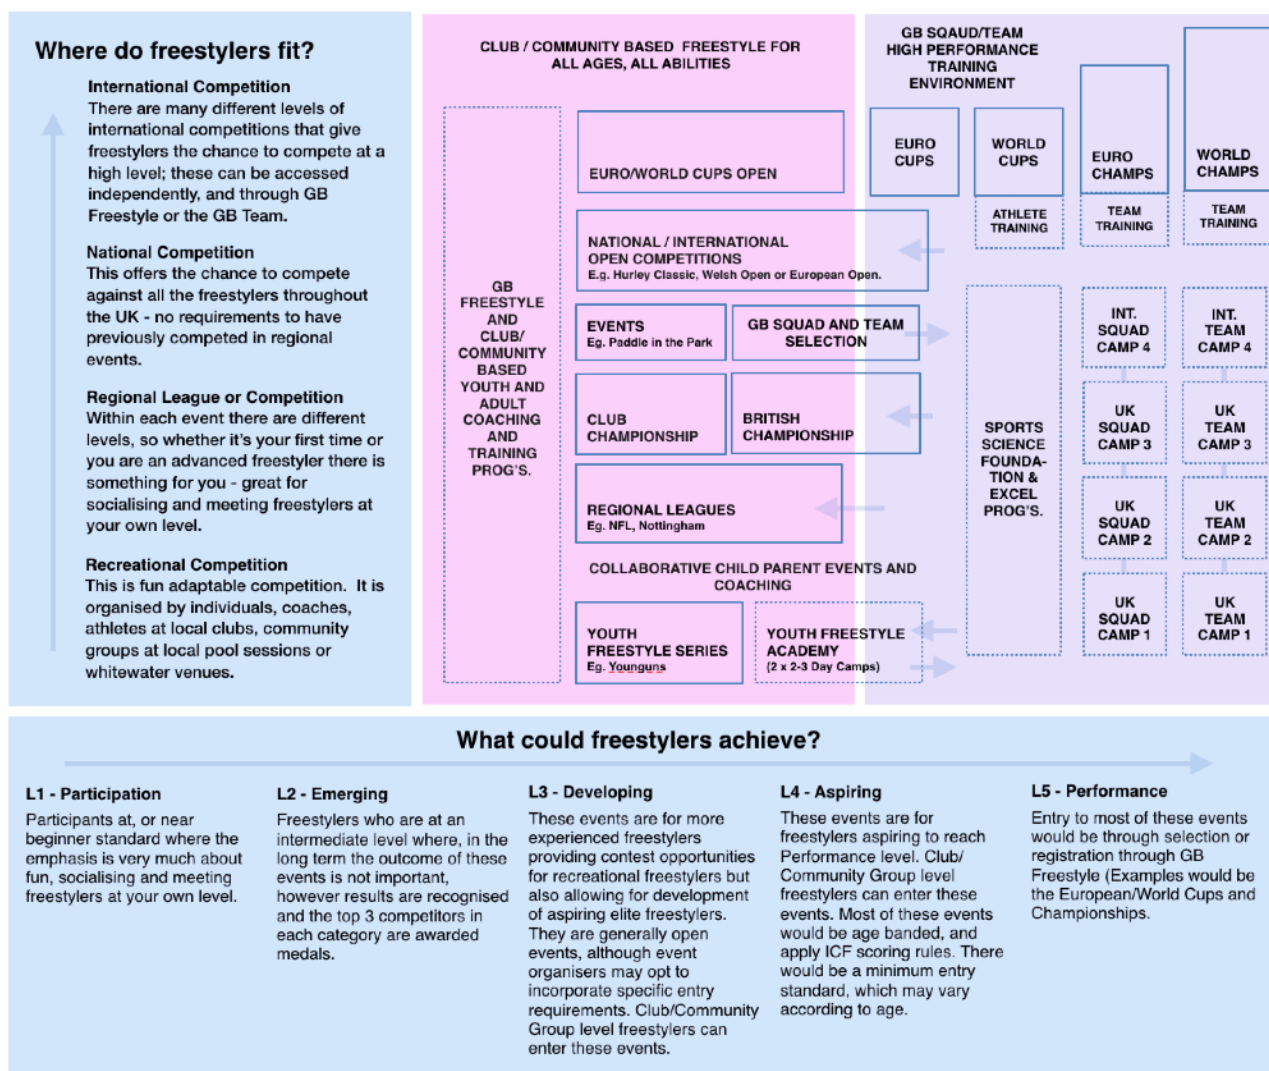 Where do freestylers fit?
International Competition
There are many different levels of
international competitions that give
freestylers the chance to compete at a
high level; these can be accessed
independently, and through GB
Freestyle or the GB Team.
National Competition
This offers the chance to compete
against all the freestylers throughout
the UK - no requirements to have
previously competed in regional
events.
Regional League or Competition
Within each event there are different
levels, so whether it's your first time or
you are an advanced freestyler there is
something for you - great for
socialising and meeting freestylers at
your own level.
Recreational Competition
This is fun adaptable competition.  It is
organised by individuals, coaches,
athletes at local clubs, community
groups at local pool sessions or
whitewater venues.
CLUB / COMMUNITY BASED  FREESTYLE FOR
ALL AGES, ALL ABILITIES
GB
FREESTYLE
AND
CLUB/
COMMUNITY
BASED
YOUTH AND
ADULT
COACHING
AND
TRAINING
PROG'S.
EURO/WORLD CUPS OPEN
NATIONAL / INTERNATIONAL
OPEN COMPETITIONS
E.g. Hurley Classic, Welsh Open or European Open.
EVENTS
Eg. Paddle in the Park
GB SQUAD AND TEAM
SELECTION
CLUB
CHAMPIONSHIP
BRITISH
CHAMPIONSHIP
REGIONAL LEAGUES
Eg. NFL, Nottingham
COLLABORATIVE CHILD PARENT EVENTS AND
COACHING
YOUTH
FREESTYLE SERIES
Eg. Younguns
YOUTH FREESTYLE
ACADEMY
(2 x 2-3 Day Camps)
GB SQAUD/TEAM
HIGH PERFORMANCE
TRAINING
ENVIRONMENT
EURO
CUPS
WORLD
CUPS
EURO
CHAMPS
WORLD
CHAMPS
ATHLETE
TRAINING
TEAM
TRAINING
TEAM
TRAINING
SPORTS
SCIENCE
FOUNDA-
TION &
EXCEL
PROG'S.
INT.
SQUAD
CAMP 4
INT.
TEAM
CAMP 4
UK
SQUAD
CAMP 3
UK
TEAM
CAMP 3
UK
SQUAD
CAMP 2
UK
TEAM
CAMP 2
UK
SQUAD
CAMP 1
UK
TEAM
CAMP 1
What could freestylers achieve?
L1 - Participation
Participants at, or near
beginner standard where the
emphasis is very much about
fun, socialising and meeting
freestylers at your own level.
L2 - Emerging
Freestylers who are at an
intermediate level where, in the
long term the outcome of these
events is not important,
however results are recognised
and the top 3 competitors in
each category are awarded
medals.
L3 - Developing
These events are for more
experienced freestylers
providing contest opportunities
for recreational freestylers but
also allowing for development
of aspiring elite freestylers.
They are generally open
events, although event
organisers may opt to
incorporate specific entry
requirements. Club/Community
Group level freestylers can
enter these events.
L4 - Aspiring
These events are for
freestylers aspiring to reach
Performance level. Club/
Community Group level
freestylers can enter these
events. Most of these events
would be age banded, and
apply ICF scoring rules. There
would be a minimum entry
standard, which may vary
according to age.
L5 - Performance
Entry to most of these events
would be through selection or
registration through GB
Freestyle (Examples would be
the European/World Cups and
Championships.